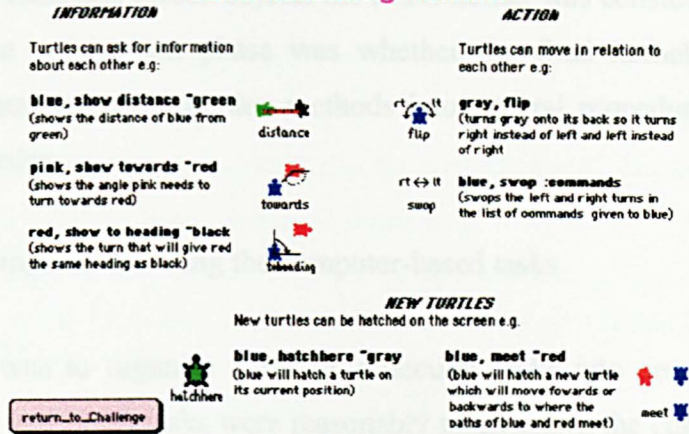 INFORMATION
Turtles can ask for information
about each other e:g:
blue, show distance "green
(shows the distance of blue from
green)
distance
pink, show towards "red
(shows the angle pink needs to
turn towards red)
towards
red, show to heading "black
(shows the turn that will give red
the same heading as black)
toheading
ACTION
Turtles can move in relation to
each other e:g:
rt lt
flip
gray, flip
(turns gray onto its back so it turns
right instead of left and left instead
of right
rt ↔ lt
swop
blue, swop :commands
(swops the left and right turns in
the list of commands given to blue)
NEW TURTLES
New turtles can be hatched on the screen e.g.
hatchhere
blue, hatchhere "gray
(blue will hatch a turtle on
its current position)
blue, meet "red
(blue will hatch a new turtle
which will move fowards or
backwards to where the
paths of blue and red meet)
meet
return_to_Challenge